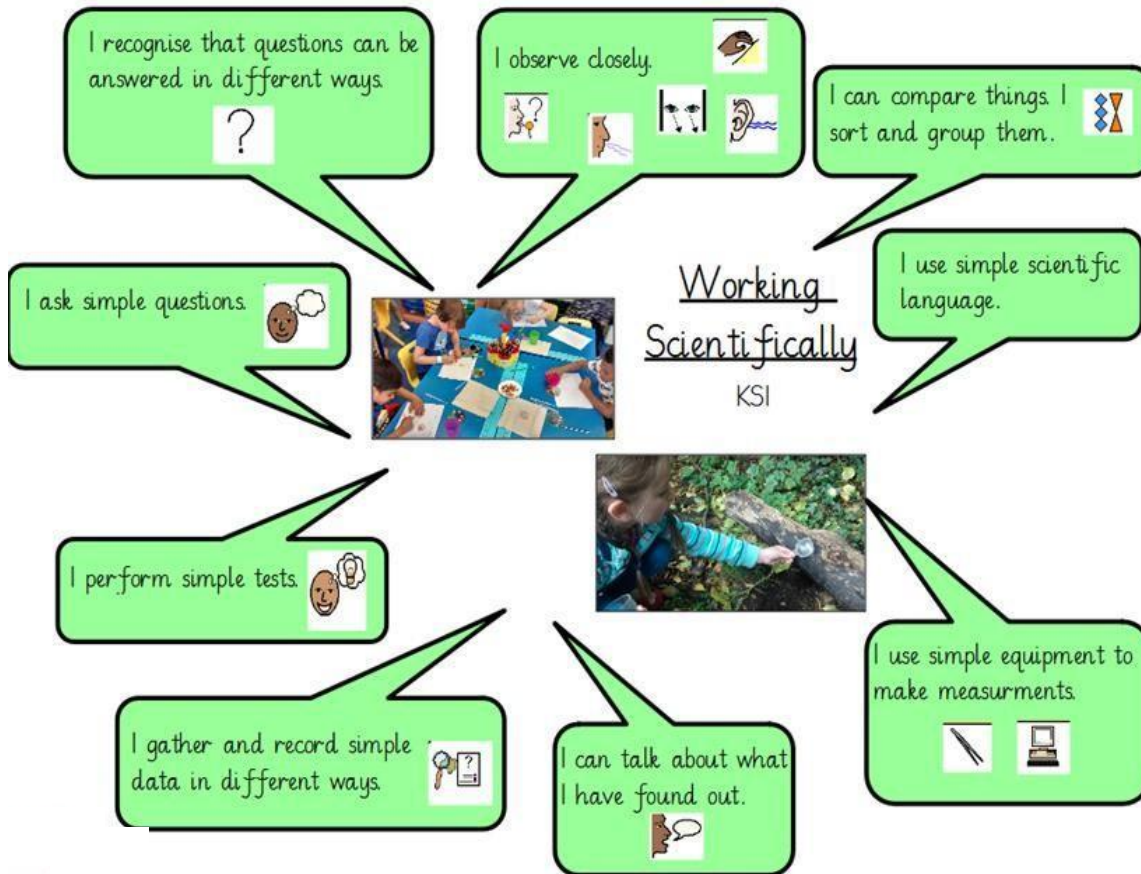 I recognise that questions can be
answered in different ways.
?
I observe closely.
?
I can compare things. I
sort and group them.
I ask simple questions.
Working
Scientifically
KS1
I use simple scientific
language.
I perform simple tests.
I use simple equipment to
make measurments.
I gather and record simple
data in different ways.
?
I can talk about what
I have found out.